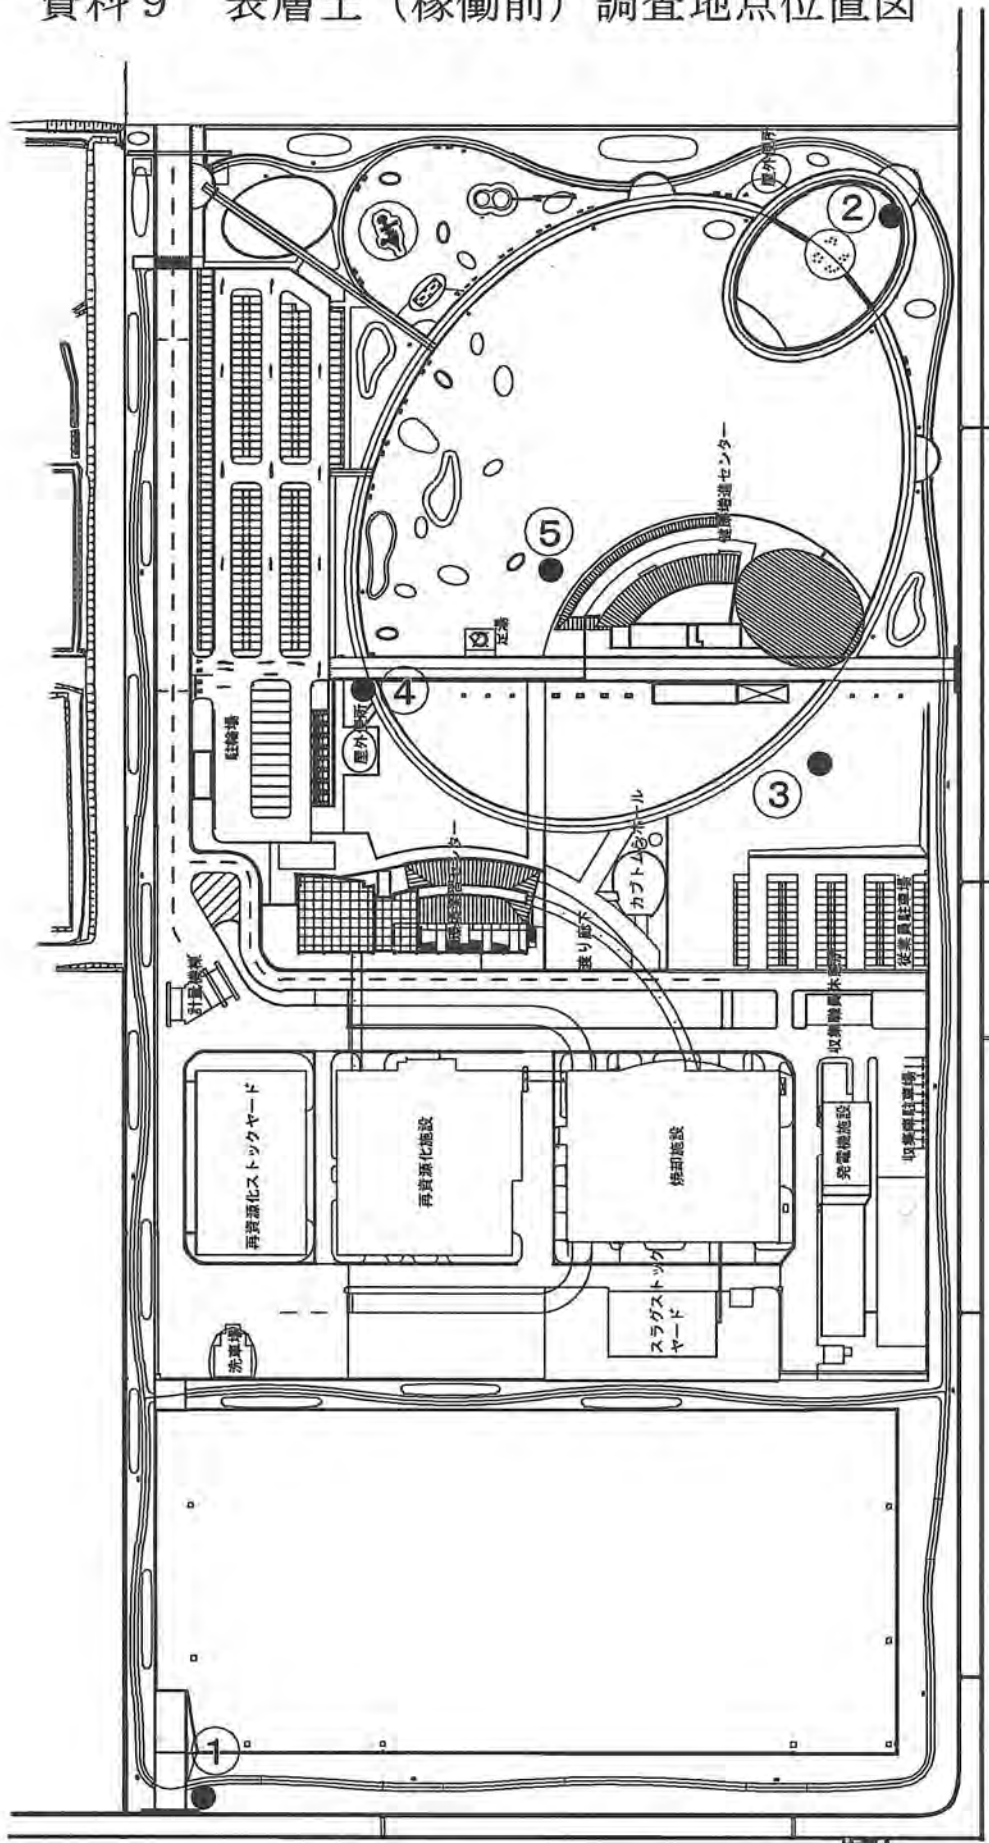 資料９　表層土（稼働前）調査地点位置図
屋外便所
②
健康増進センター
⑤
足湯
④
屋外便所
駐輪場
③
カブトムシホール
渡り廊下
計量機棟
従業員駐車場
収集職員休憩所
再資源化ストックヤード
再資源化施設
焼却施設
発電機施設
収集車駐車場
スラグストック
ヤード
洗車場
①